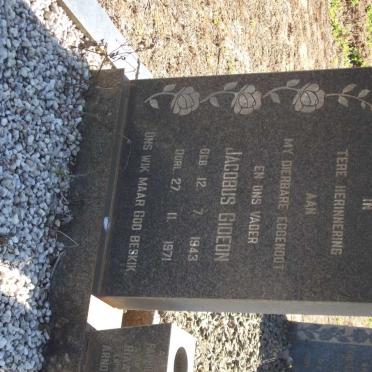 IN
TERE HERINNERING
AAN
MY DIERBARE EGGENOOT
EN ONS VADER
JACOBUS GIDEON
GEB. 12. 7. 1943
OORL. 27. 11. 1971
ONS WIK MAAR GOD BESKIK.